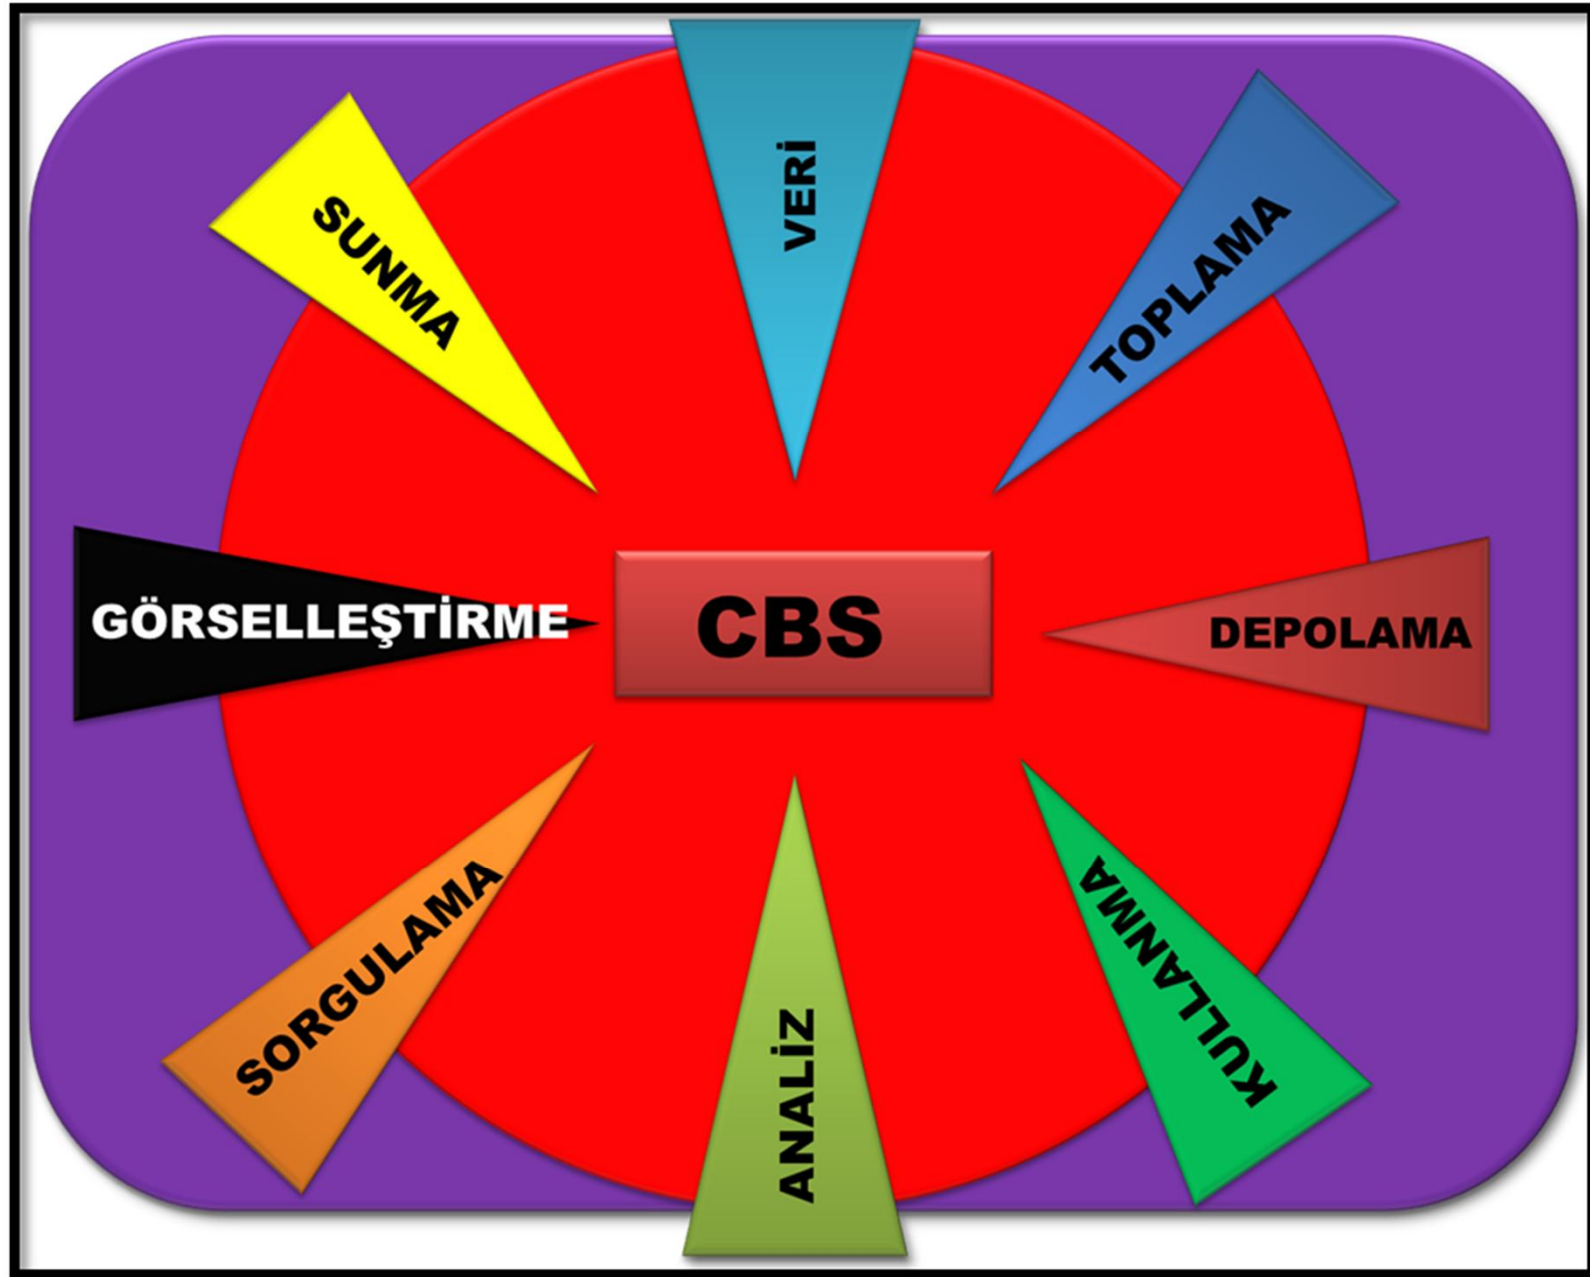 VERİ
TOPLAMA
DEPOLAMA
KULLANMA
ANALİZ
SORGULAMA
GÖRSELLEŞTİRME
SUNMA
CBS